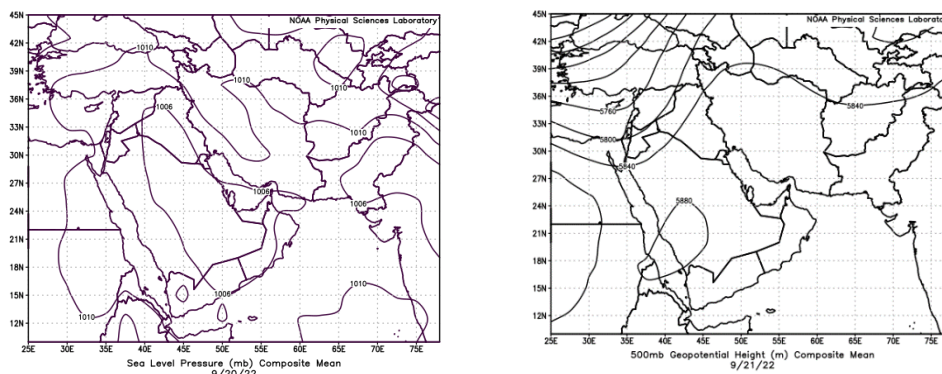 NOAA Physical Sciences Laboratory
45N
42N
39N
36N
33N
30N
27N
24N
21N
18N
15N
12N
1010
1010
1010
1006
1010
1006
1006
1006
1010
1010
25E 30E 35E 40E 45E 50E 55E 60E 65E 70E 75E
Sea Level Pressure (mb) Composite Mean
9/20/22
NOAA Physical Sciences Laborato
45N
42N
39N
36N
33N
30N
27N
24N
21N
18N
15N
12N
5840
5760
5800
5840
5880
25E 30E 35E 40E 45E 50E 55E 60E 65E 70E 75E
500mb Geopotential Height (m) Composite Mean
9/21/22